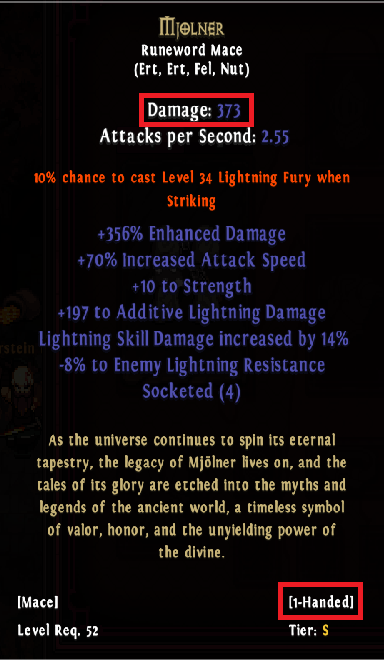 Mjølner
Runeword Mace
(Ert, Ert, Fel, Nut)
Damage: 373
Attacks per Second: 2.55
10% chance to cast Level 34 Lightning Fury when
Striking
+356% Enhanced Damage
+70% Increased Attack Speed
+10 to Strength
+197 to Additive Lightning Damage
Lightning Skill Damage increased by 14%
-8% to Enemy Lightning Resistance
Socketed (4)
As the universe continues to spin its eternal
tapestry, the legacy of Mjölner lives on, and the
tales of its glory are etched into the myths and
legends of the ancient world, a timeless symbol
of valor, honor, and the unyielding power of
the divine.
[Mace] [1-Handed]
Level Req. 52 Tier: S